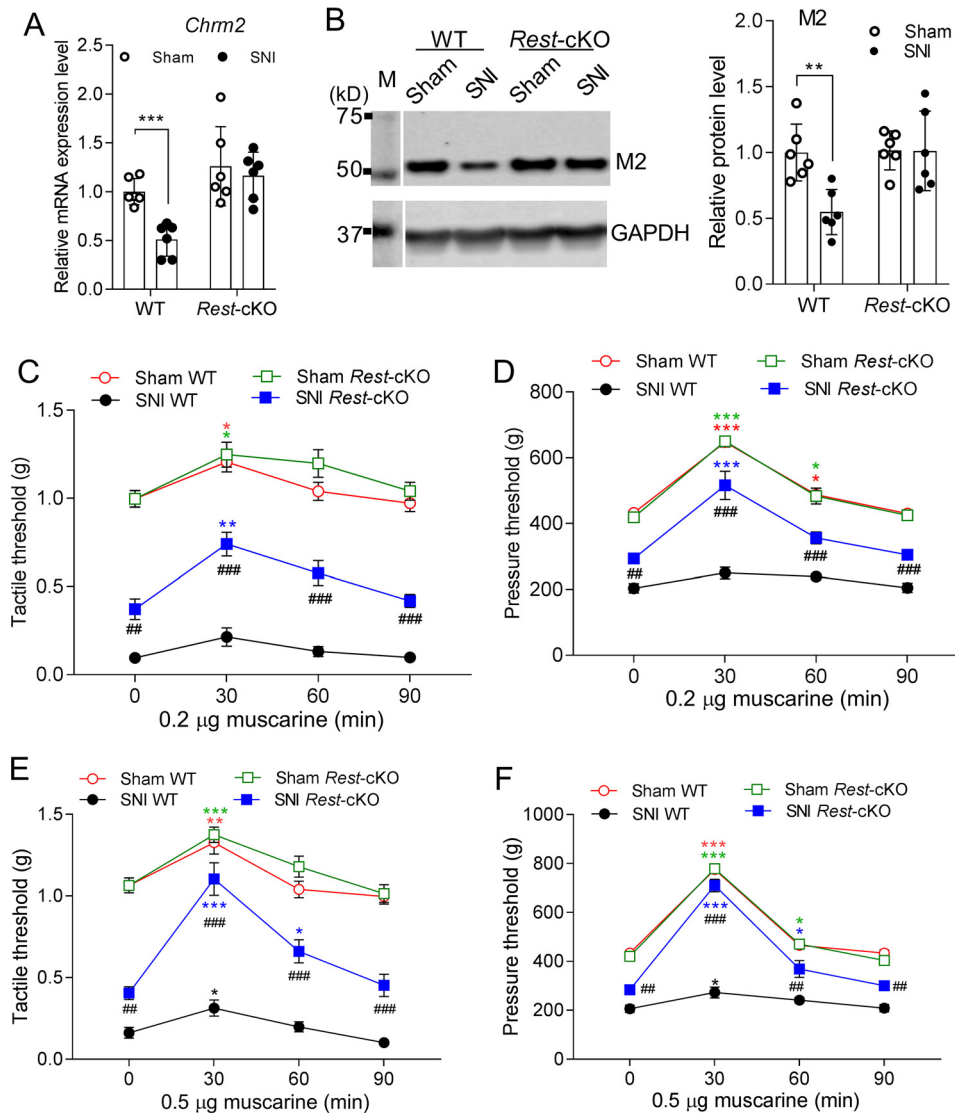 A
Chrm2
Sham SNI
Relative mRNA expression level
2.5
2.0
1.5
1.0
0.5
0.0
***
WT Rest-cKO
B
WT Rest-cKO
M Sham SNI Sham SNI
(kD)
75
50
37
M2
GAPDH
M2
Sham
SNI
Relative protein level
2.0
1.5
1.0
0.5
0.0
**
WT Rest-cKO
C
Sham WT Sham Rest-cKO
SNI WT SNI Rest-cKO
Tactile threshold (g)
1.5
1.0
0.5
0.0
*
*
**
###
###
##
###
0 30 60 90
0.2 μg muscarine (min)
D
Sham WT Sham Rest-cKO
SNI WT SNI Rest-cKO
Pressure threshold (g)
800
600
400
200
0
***
***
*
*
***
###
###
##
###
0 30 60 90
0.2 μg muscarine (min)
E
Sham WT Sham Rest-cKO
SNI WT SNI Rest-cKO
Tactile threshold (g)
1.5
1.0
0.5
0.0
***
**
***
###
*
###
##
###
*
0 30 60 90
0.5 μg muscarine (min)
F
Sham WT Sham Rest-cKO
SNI WT SNI Rest-cKO
Pressure threshold (g)
1000
800
600
400
200
0
***
***
***
###
*
*
##
##
##
*
0 30 60 90
0.5 μg muscarine (min)